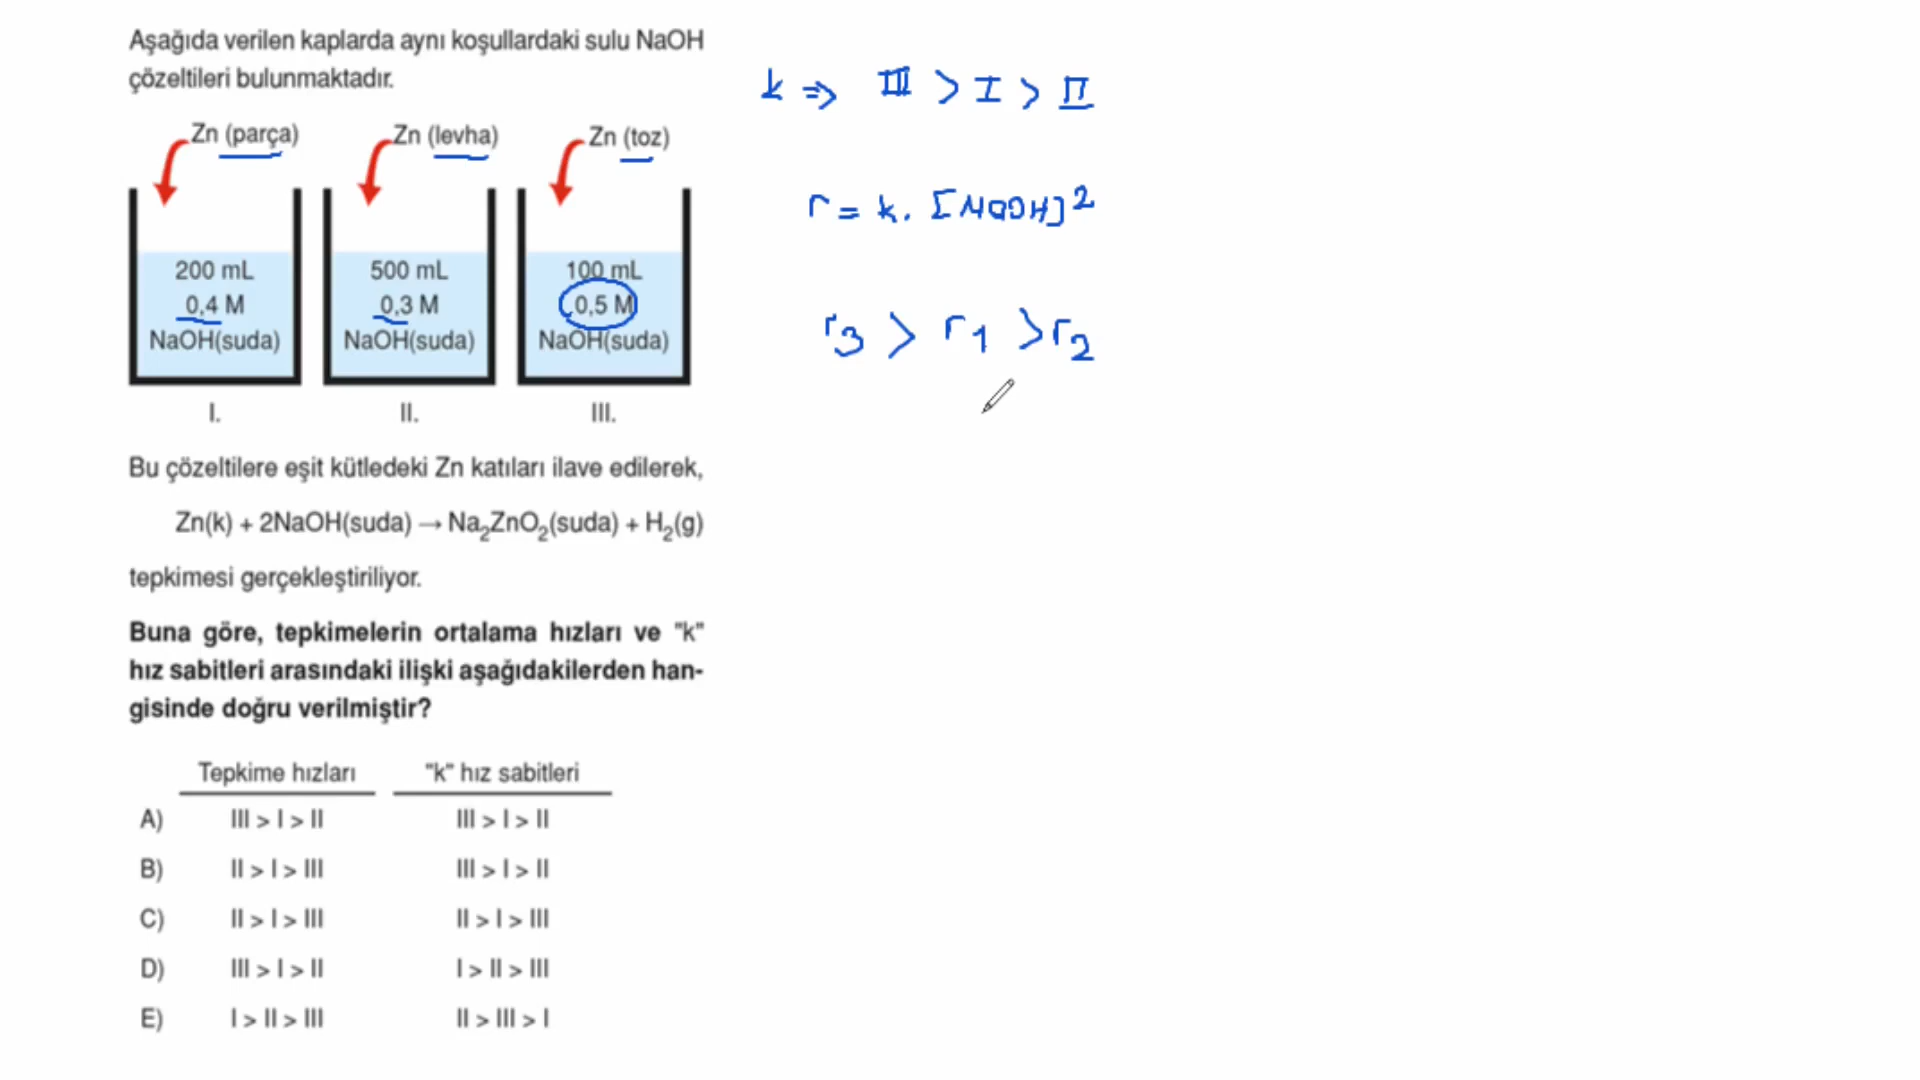 Aşağıda verilen kaplarda aynı koşullardaki sulu NaOH
çözeltileri bulunmaktadır.
Zn (parça) Zn (levha) Zn (toz)
200 mL 500 mL 100 mL
0,4 M 0,3 M 0,5 M
NaOH(suda) NaOH(suda) NaOH(suda)
I. II. III.
Bu çözeltilere eşit kütledeki Zn katıları ilave edilerek,
Zn(k) + 2NaOH(suda) → Na₂ZnO₂(suda) + H₂(g)
tepkimesi gerçekleştiriliyor.
Buna göre, tepkimelerin ortalama hızları ve "k"
hız sabitleri arasındaki ilişki aşağıdakilerden han-
gisinde doğru verilmiştir?
Tepkime hızları "k" hız sabitleri
A) III > I > II III > I > II
B) II > I > III III > I > II
C) II > I > III II > I > III
D) III > I > II I > II > III
E) I > II > III II > III > I
k ⇒ III > I > II
r = k. [NaOH]²
r₃ > r₁ > r₂